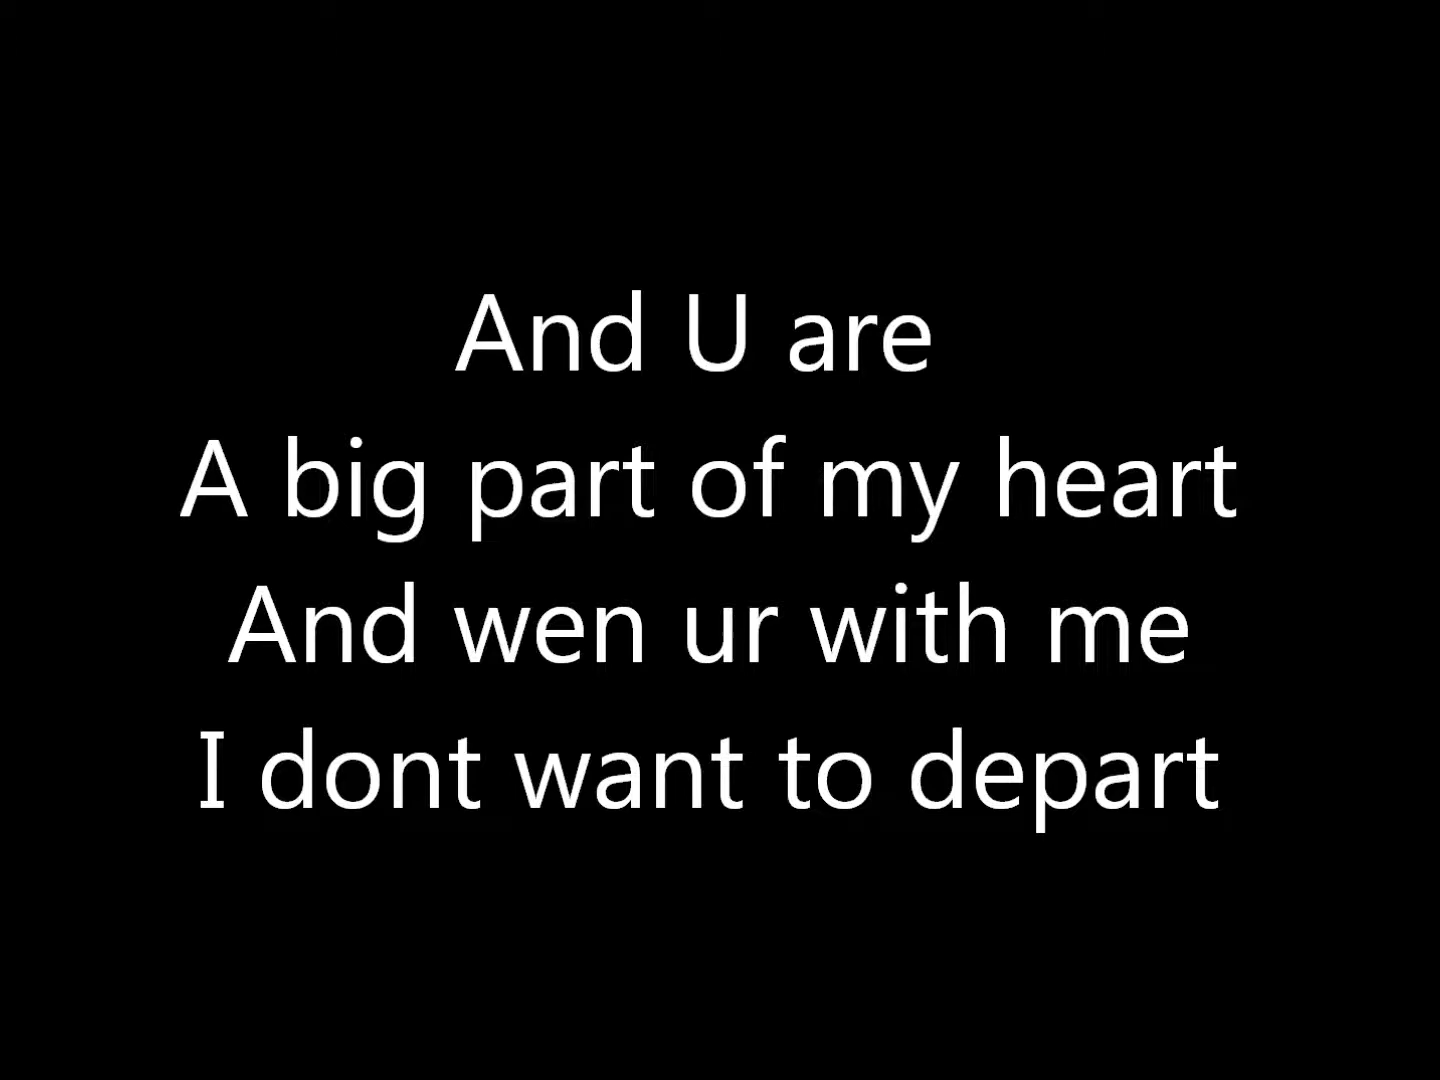 And U are
A big part of my heart
And wen ur with me
I dont want to depart